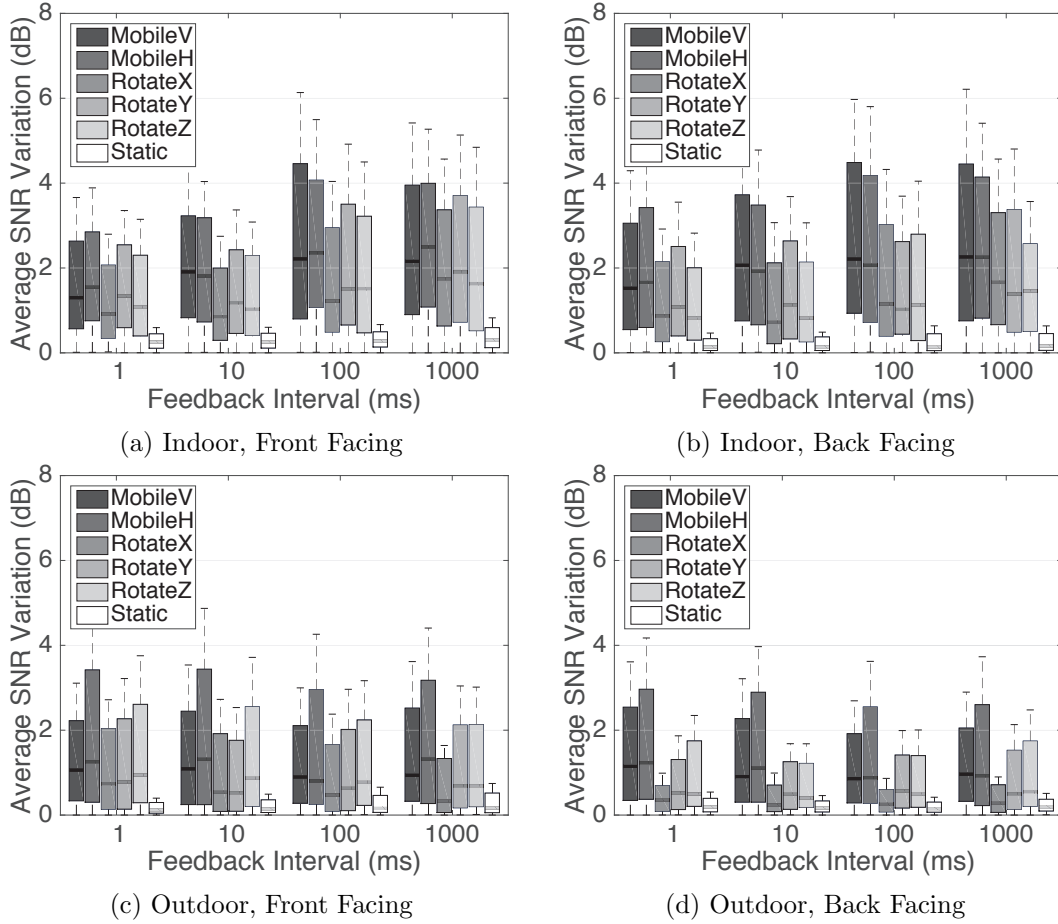 Average SNR Variation (dB)
8
6
4
2
0
MobileV
MobileH
RotateX
RotateY
RotateZ
Static
1 10 100 1000
Feedback Interval (ms)
(a) Indoor, Front Facing
Average SNR Variation (dB)
8
6
4
2
0
MobileV
MobileH
RotateX
RotateY
RotateZ
Static
1 10 100 1000
Feedback Interval (ms)
(b) Indoor, Back Facing
Average SNR Variation (dB)
8
6
4
2
0
MobileV
MobileH
RotateX
RotateY
RotateZ
Static
1 10 100 1000
Feedback Interval (ms)
(c) Outdoor, Front Facing
Average SNR Variation (dB)
8
6
4
2
0
MobileV
MobileH
RotateX
RotateY
RotateZ
Static
1 10 100 1000
Feedback Interval (ms)
(d) Outdoor, Back Facing